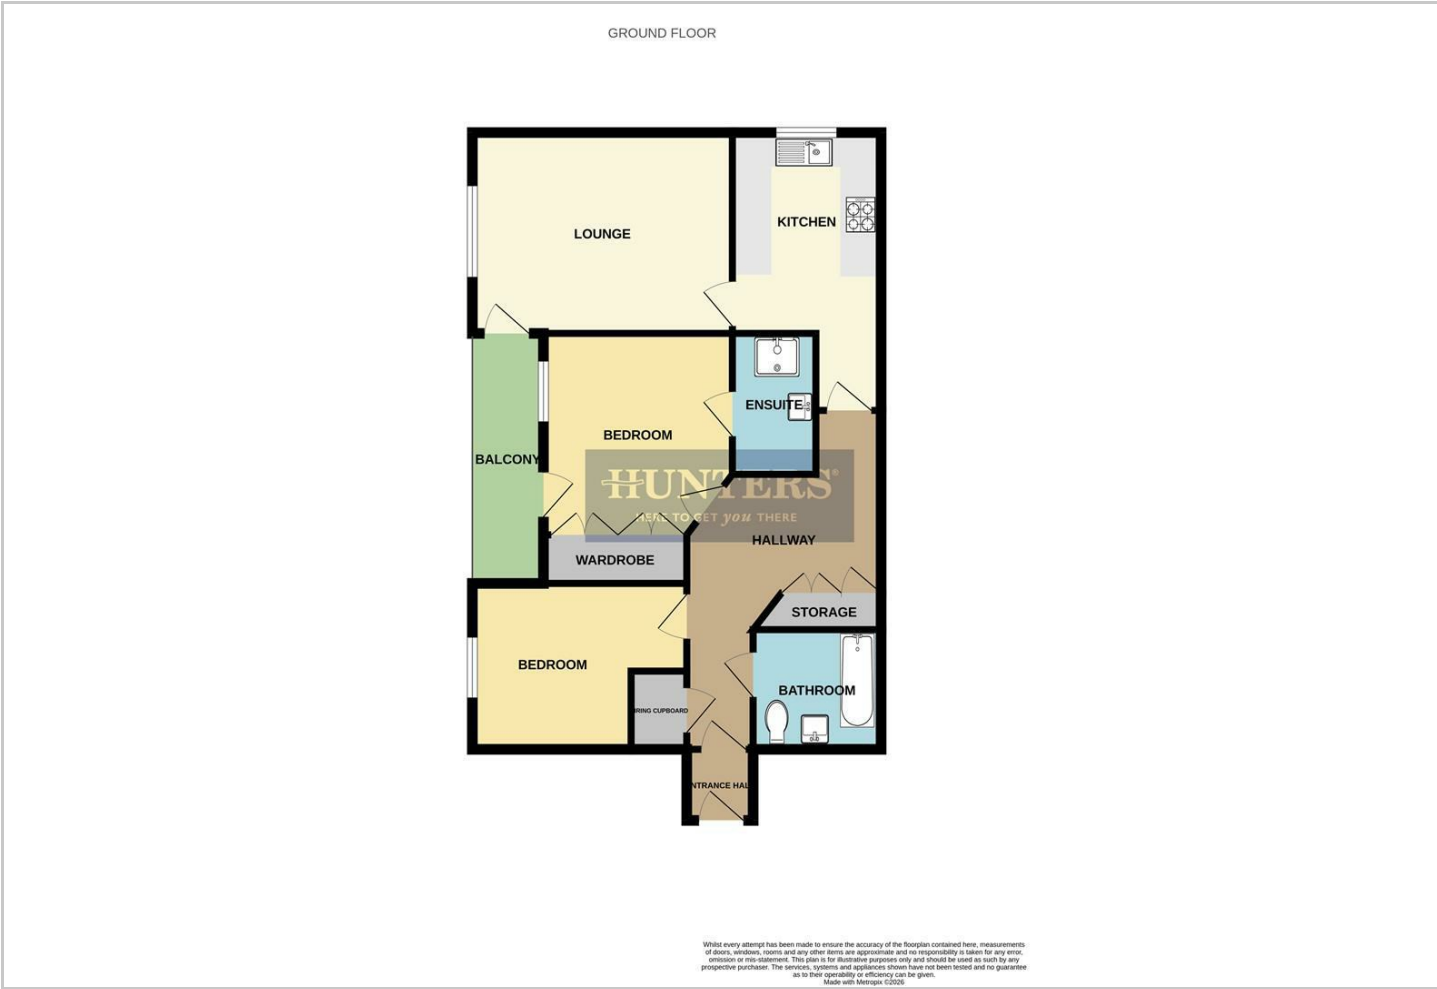 GROUND FLOOR
LOUNGE
KITCHEN
ENSUITE
BEDROOM
BALCONY
HUNTERS®
HERE TO GET you THERE
HALLWAY
WARDROBE
STORAGE
BEDROOM
BATHROOM
IRING CUPBOARD
NTRANCE HAL
Whilst every attempt has been made to ensure the accuracy of the floorplan contained here, measurements
of doors, windows, rooms and any other items are approximate and no responsibility is taken for any error,
omission or mis-statement. This plan is for illustrative purposes only and should be used as such by any
prospective purchaser. The services, systems and appliances shown have not been tested and no guarantee
as to their operability or efficiency can be given.
Made with Metropix ©2026